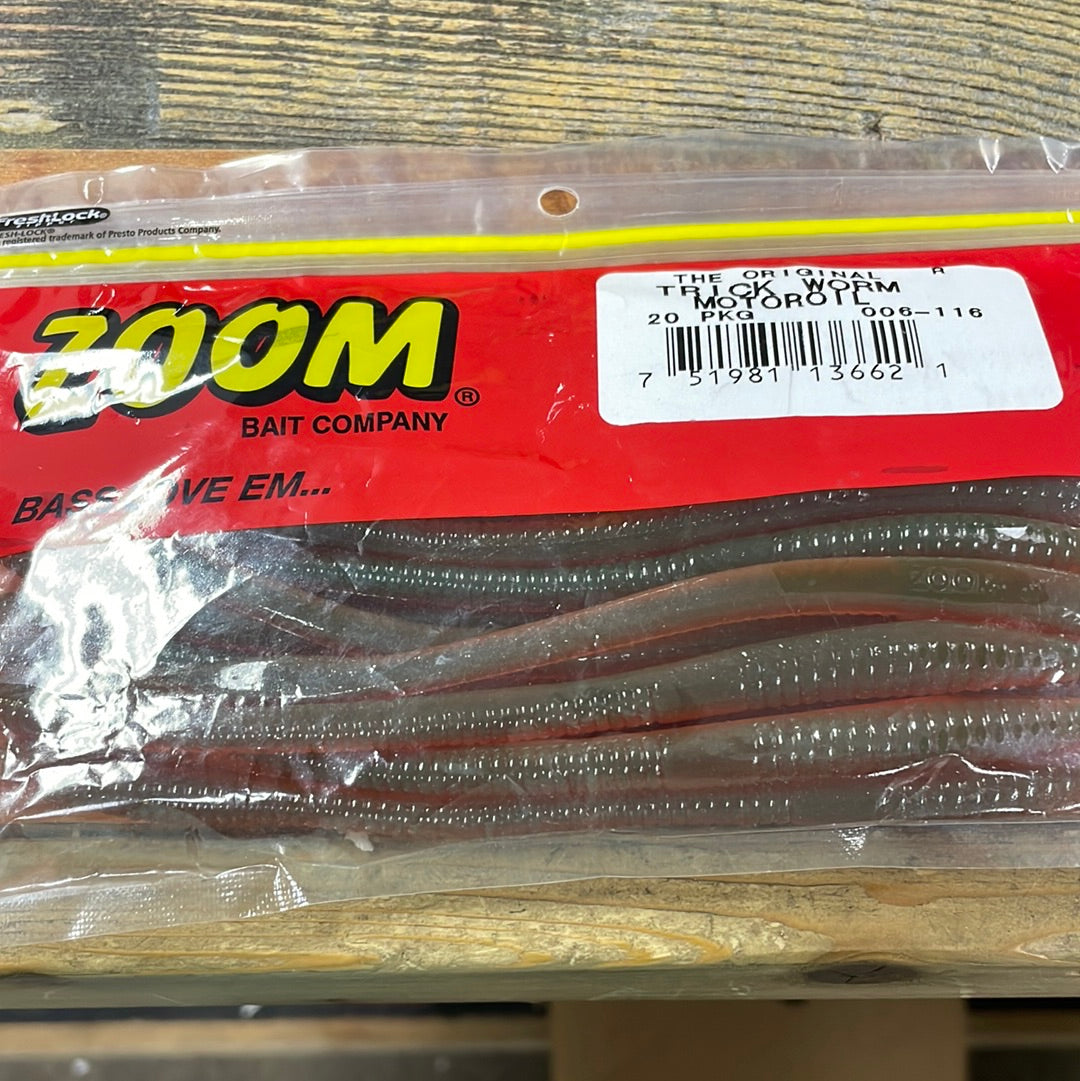 FreshLock®
ESH-LOCK®
registered trademark of Presto Products Company.
ZOOM®
BAIT COMPANY
BASS LOVE EM...
THE ORIGINAL R
TRICK WORM
MOTOROIL
20 PKG 006-116
7 51981 13662 1
ZOOM